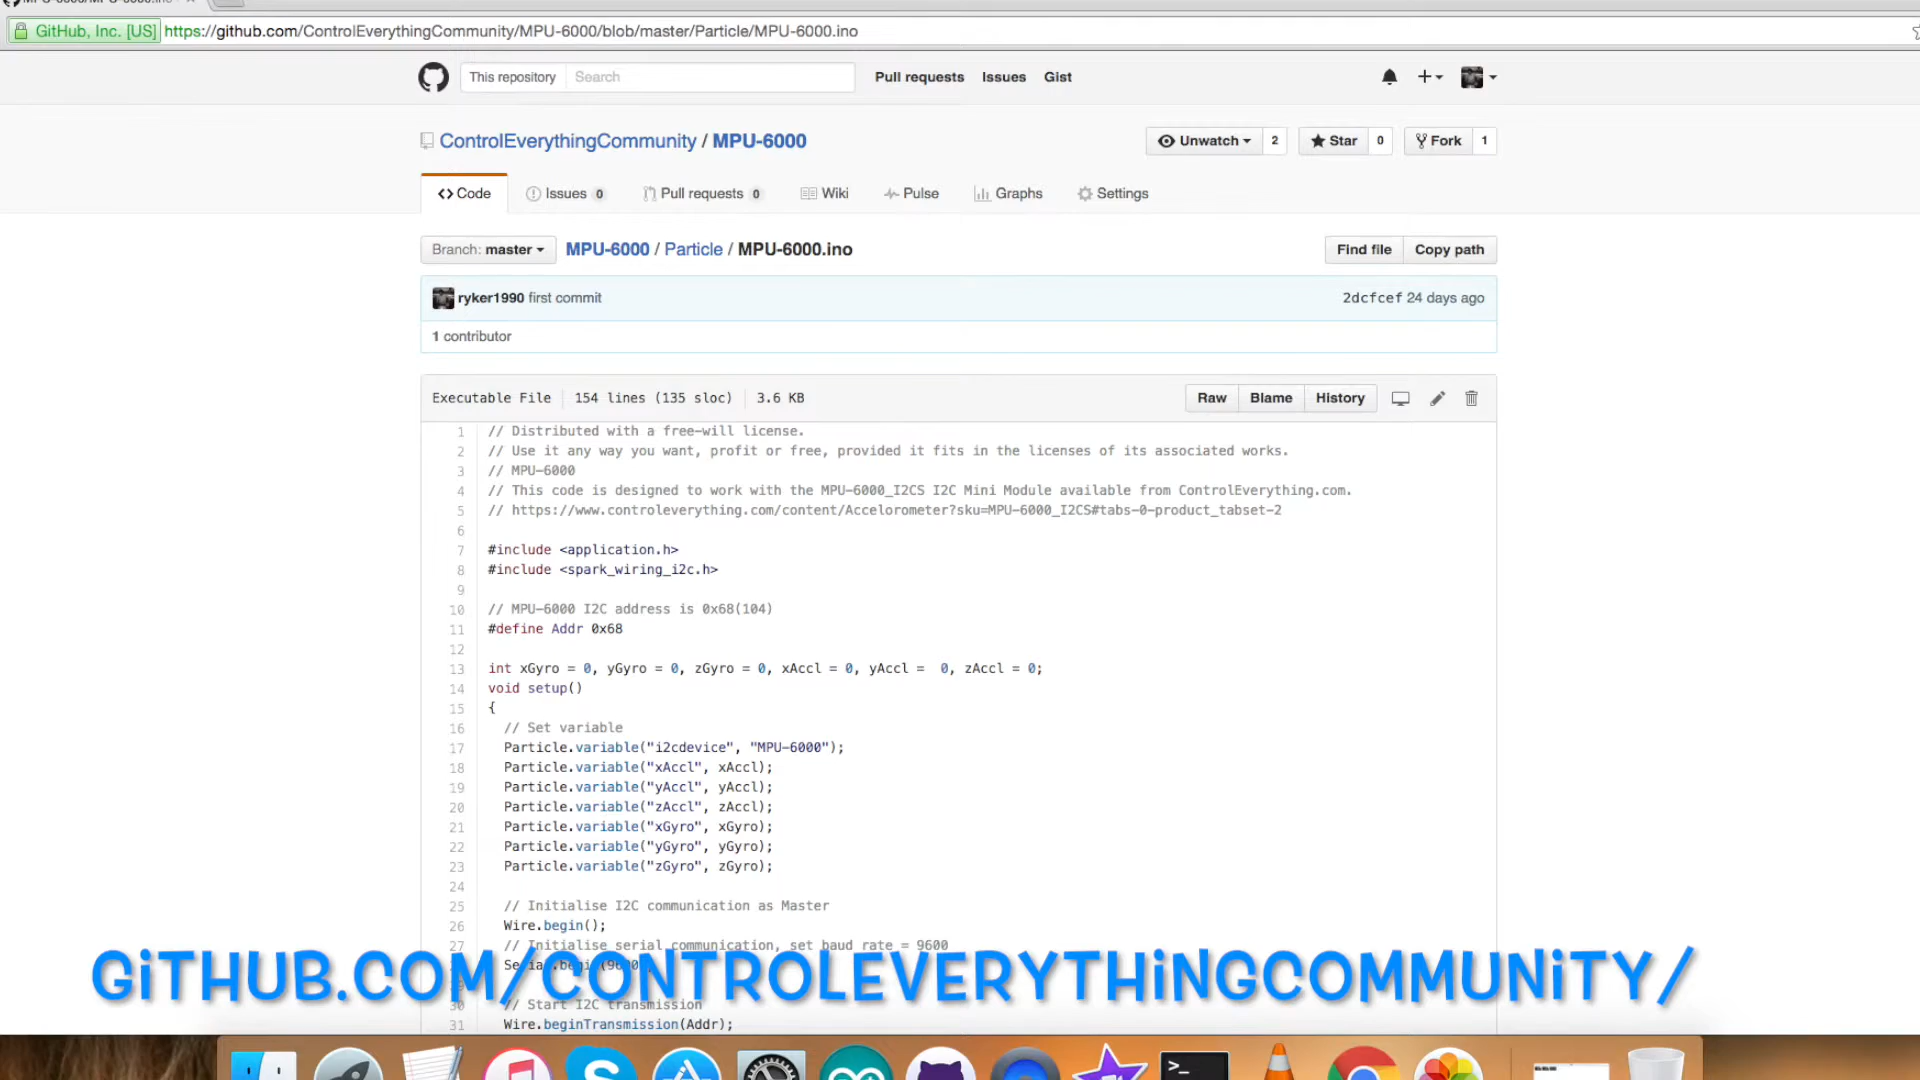 GitHub, Inc. [US] https://github.com/ControlEverythingCommunity/MPU-6000/blob/master/Particle/MPU-6000.ino
This repository Search Pull requests Issues Gist
ControlEverythingCommunity / MPU-6000 Unwatch 2 Star 0 Fork 1
Code Issues 0 Pull requests 0 Wiki Pulse Graphs Settings
Branch: master MPU-6000 / Particle / MPU-6000.ino Find file Copy path
ryker1990 first commit 2dcfcef 24 days ago
1 contributor
Executable File 154 lines (135 sloc) 3.6 KB Raw Blame History
1 // Distributed with a free-will license.
2 // Use it any way you want, profit or free, provided it fits in the licenses of its associated works.
3 // MPU-6000
4 // This code is designed to work with the MPU-6000_I2CS I2C Mini Module available from ControlEverything.com.
5 // https://www.controleverything.com/content/Accelorometer?sku=MPU-6000_I2CS#tabs-0-product_tabset-2
6
7 #include <application.h>
8 #include <spark_wiring_i2c.h>
9
10 // MPU-6000 I2C address is 0x68(104)
11 #define Addr 0x68
12
13 int xGyro = 0, yGyro = 0, zGyro = 0, xAccl = 0, yAccl =  0, zAccl = 0;
14 void setup()
15 {
16 // Set variable
17 Particle.variable("i2cdevice", "MPU-6000");
18 Particle.variable("xAccl", xAccl);
19 Particle.variable("yAccl", yAccl);
20 Particle.variable("zAccl", zAccl);
21 Particle.variable("xGyro", xGyro);
22 Particle.variable("yGyro", yGyro);
23 Particle.variable("zGyro", zGyro);
24
25 // Initialise I2C communication as Master
26 Wire.begin();
27 // Initialise serial communication, set baud rate = 9600
GiTHUB.COM/CONTROLEVERYTHiNGCOMMUNiTY/
30 // Start I2C transmission
31 Wire.beginTransmission(Addr);